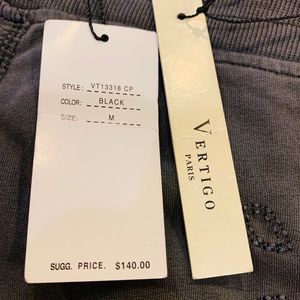 STYLE: VT13318 CP
COLOR: BLACK
SIZE: M
SUGG. PRICE. $140.00
VERTIGO
PARIS